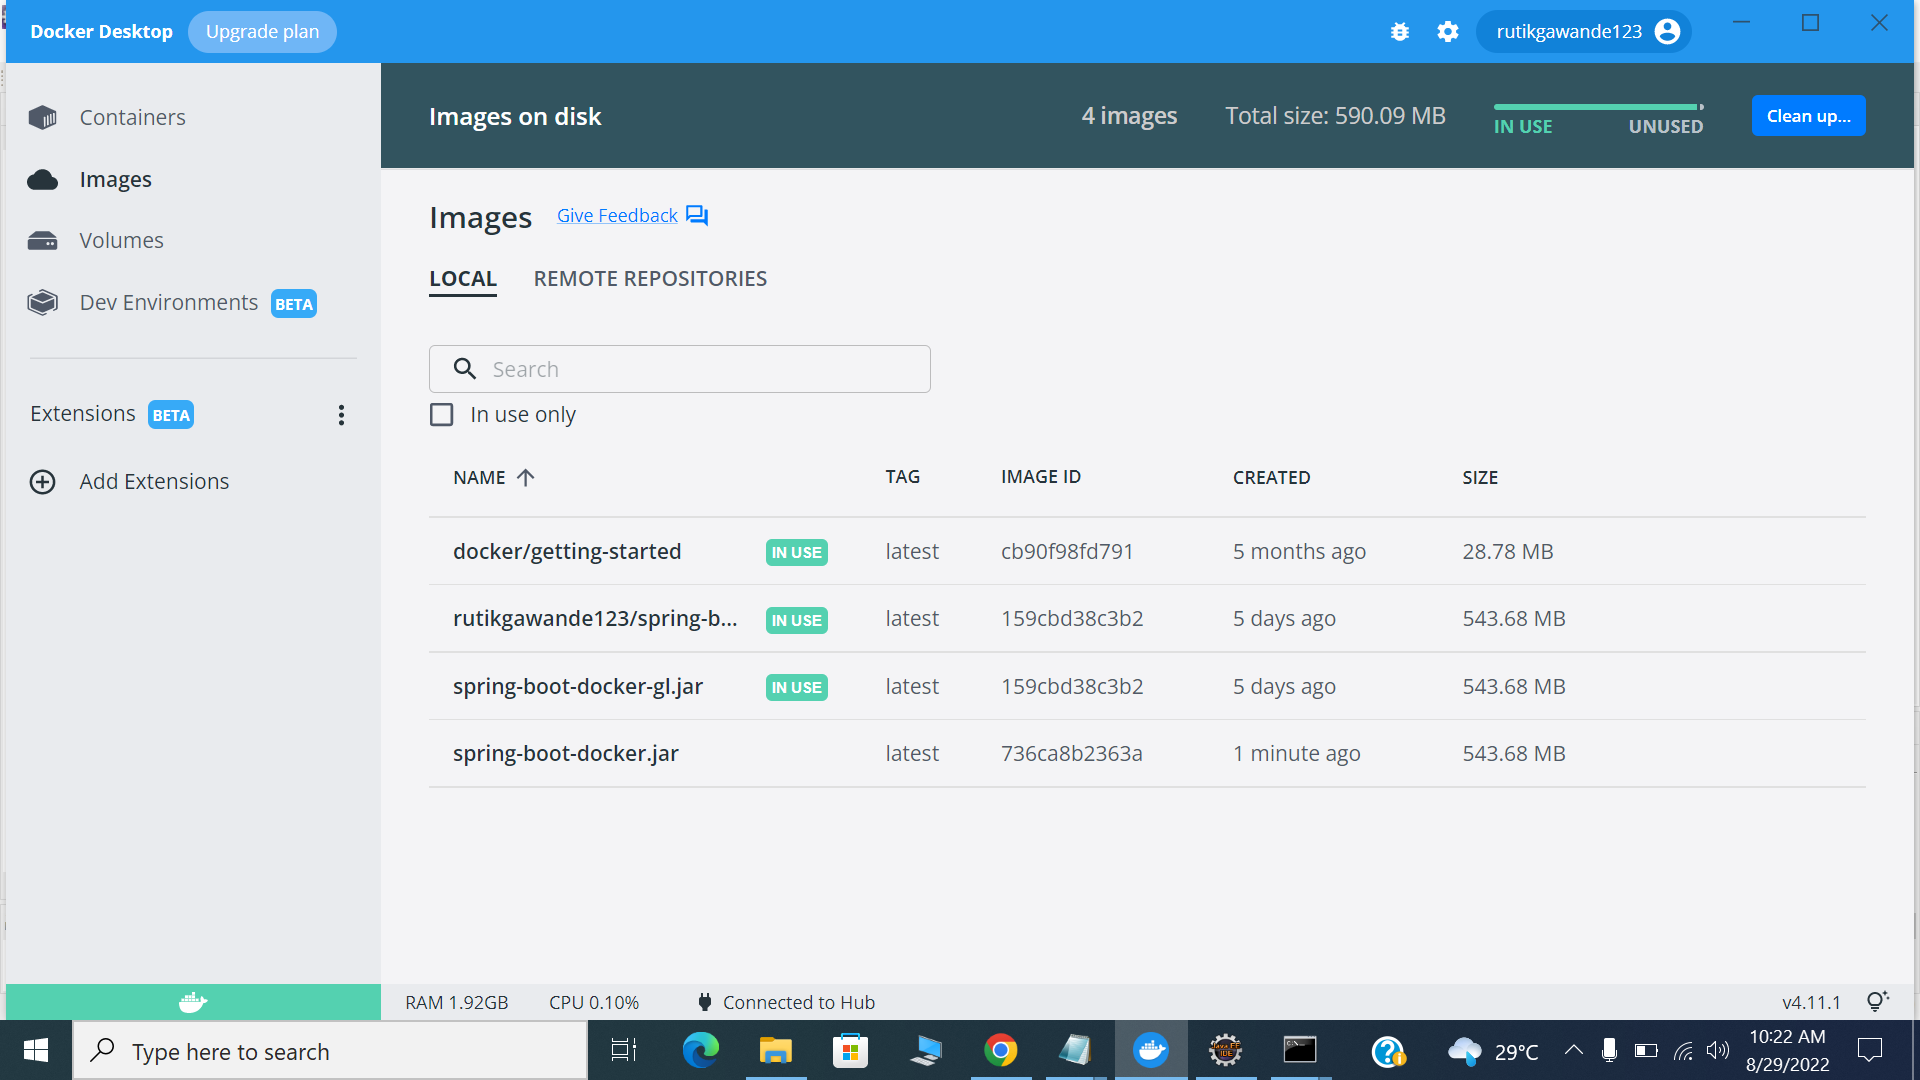 Docker Desktop Upgrade plan rutikgawande123
Containers
Images
Volumes
Dev Environments BETA
Extensions BETA
Add Extensions
Images on disk 4 images Total size: 590.09 MB IN USE UNUSED Clean up...
Images Give Feedback
LOCAL REMOTE REPOSITORIES
Search
In use only
NAME TAG IMAGE ID CREATED SIZE
docker/getting-started IN USE latest cb90f98fd791 5 months ago 28.78 MB
rutikgawande123/spring-b... IN USE latest 159cbd38c3b2 5 days ago 543.68 MB
spring-boot-docker-gl.jar IN USE latest 159cbd38c3b2 5 days ago 543.68 MB
spring-boot-docker.jar latest 736ca8b2363a 1 minute ago 543.68 MB
RAM 1.92GB CPU 0.10% Connected to Hub v4.11.1
Type here to search Java EE IDE 29°C 10:22 AM
8/29/2022